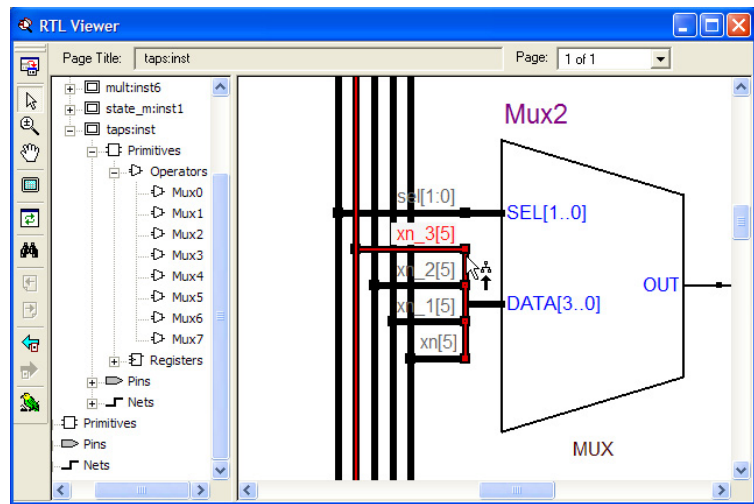 RTL Viewer
Page Title: taps:inst Page: 1 of 1
mult:inst6
state_m:inst1
taps:inst
Primitives
Operators
Mux0
Mux1
Mux2
Mux3
Mux4
Mux5
Mux6
Mux7
Registers
Pins
Nets
Primitives
Pins
Nets
Mux2
sel[1:0]
SEL[1..0]
xn_3[5]
xn_2[5]
OUT
xn_1[5]
DATA[3..0]
xn[5]
MUX